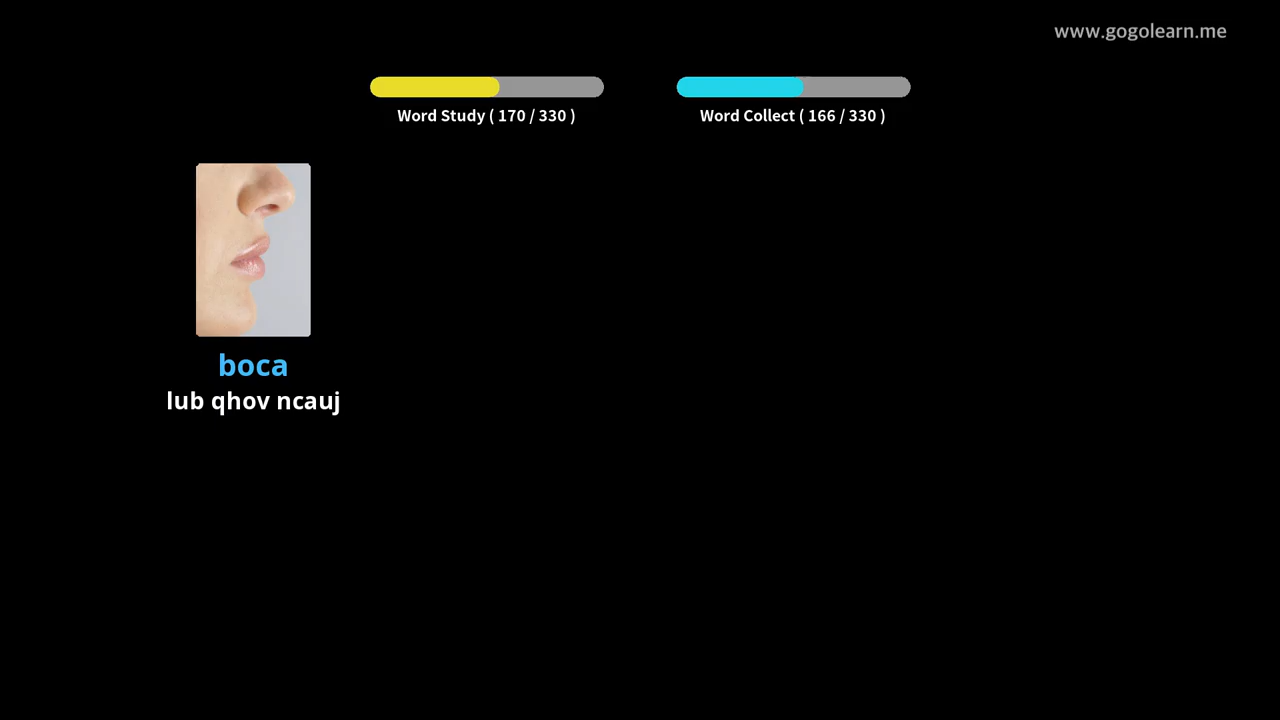 www.gogolearn.me
Word Study ( 170 / 330 )
Word Collect ( 166 / 330 )
boca
lub qhov ncauj